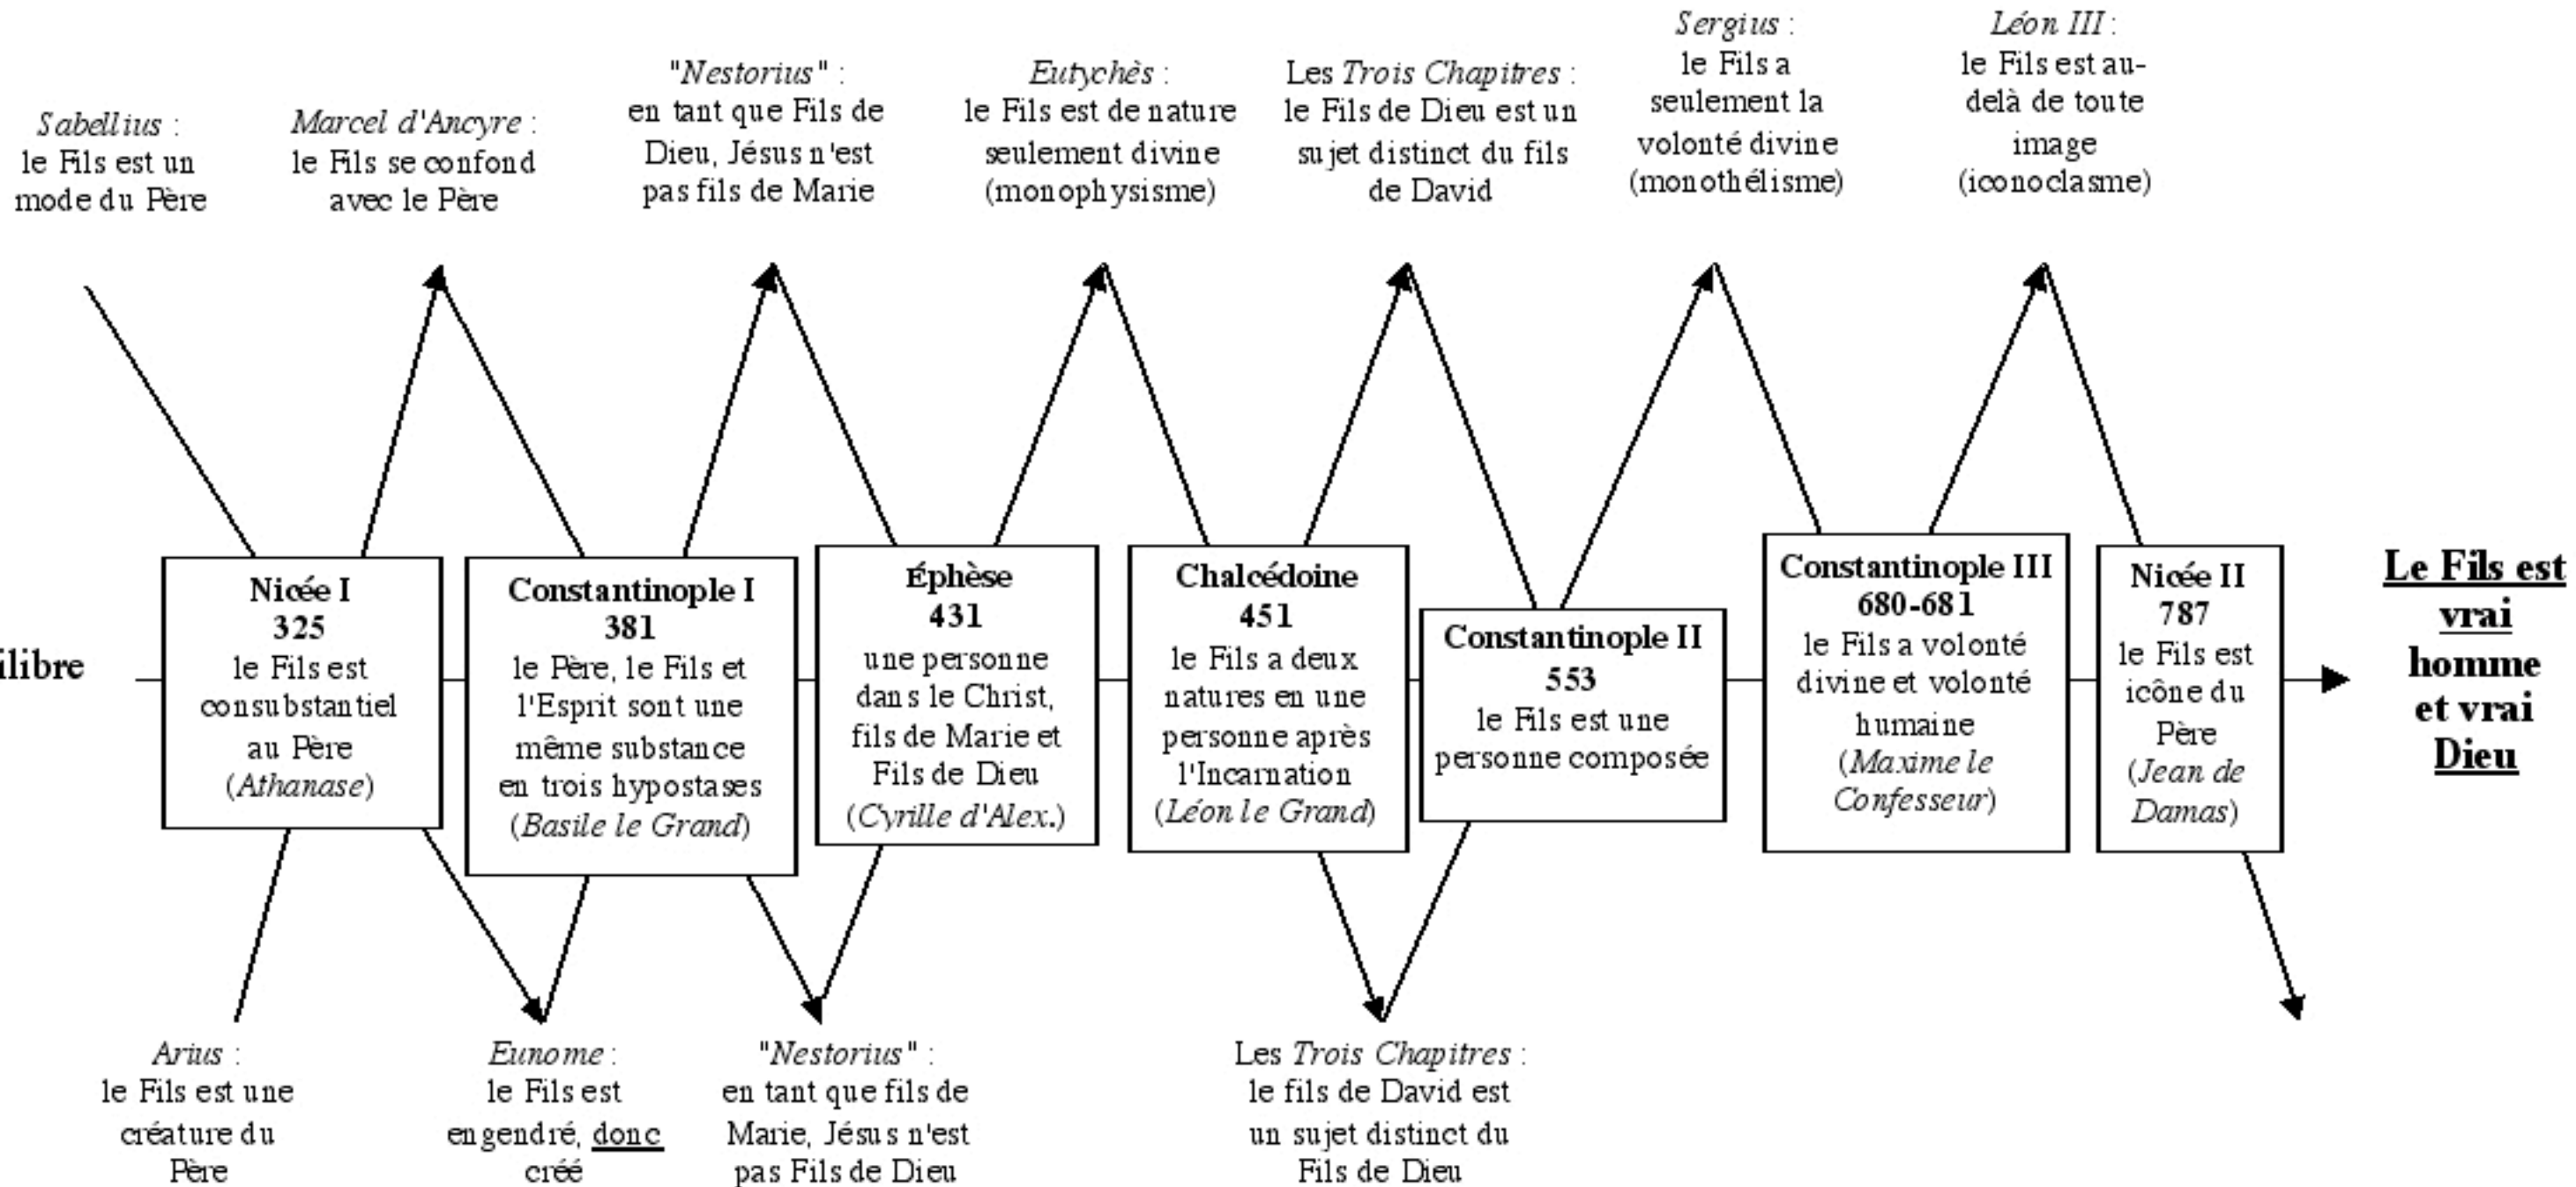 Sabellius :
le Fils est un
mode du Père
Marcel d'Ancyre :
le Fils se confond
avec le Père
"Nestorius" :
en tant que Fils de
Dieu, Jésus n'est
pas fils de Marie
Eutychès :
le Fils est de nature
seulement divine
(monophysisme)
Les Trois Chapitres :
le Fils de Dieu est un
sujet distinct du fils
de David
Sergius :
le Fils a
seulement la
volonté divine
(monothélisme)
Léon III :
le Fils est au-
delà de toute
image
(iconoclasme)
ilibre
Nicée I
325
le Fils est
consubstantiel
au Père
(Athanase)
Constantinople I
381
le Père, le Fils et
l'Esprit sont une
même substance
en trois hypostases
(Basile le Grand)
Éphèse
431
une personne
dans le Christ,
fils de Marie et
Fils de Dieu
(Cyrille d'Alex.)
Chalcédoine
451
le Fils a deux
natures en une
personne après
l'Incarnation
(Léon le Grand)
Constantinople II
553
le Fils est une
personne composée
Constantinople III
680-681
le Fils a volonté
divine et volonté
humaine
(Maxime le
Confesseur)
Nicée II
787
le Fils est
icône du
Père
(Jean de
Damas)
Le Fils est
vrai
homme
et vrai
Dieu
Arius :
le Fils est une
créature du
Père
Eunome :
le Fils est
engendré, donc
créé
"Nestorius" :
en tant que fils de
Marie, Jésus n'est
pas Fils de Dieu
Les Trois Chapitres :
le fils de David est
un sujet distinct du
Fils de Dieu